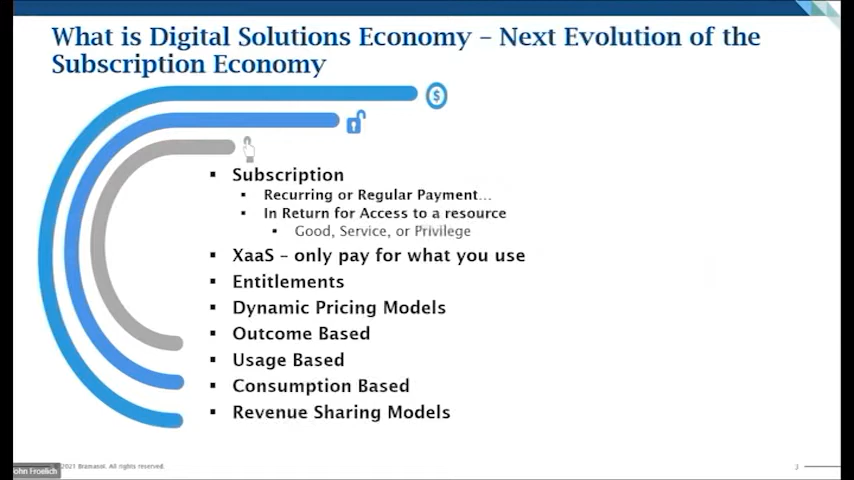 What is Digital Solutions Economy – Next Evolution of the
Subscription Economy
$
▪ Subscription
▪ Recurring or Regular Payment…
▪ In Return for Access to a resource
▪ Good, Service, or Privilege
▪ XaaS – only pay for what you use
▪ Entitlements
▪ Dynamic Pricing Models
▪ Outcome Based
▪ Usage Based
▪ Consumption Based
▪ Revenue Sharing Models
John Froelich
2021 Bramasol. All rights reserved.
3